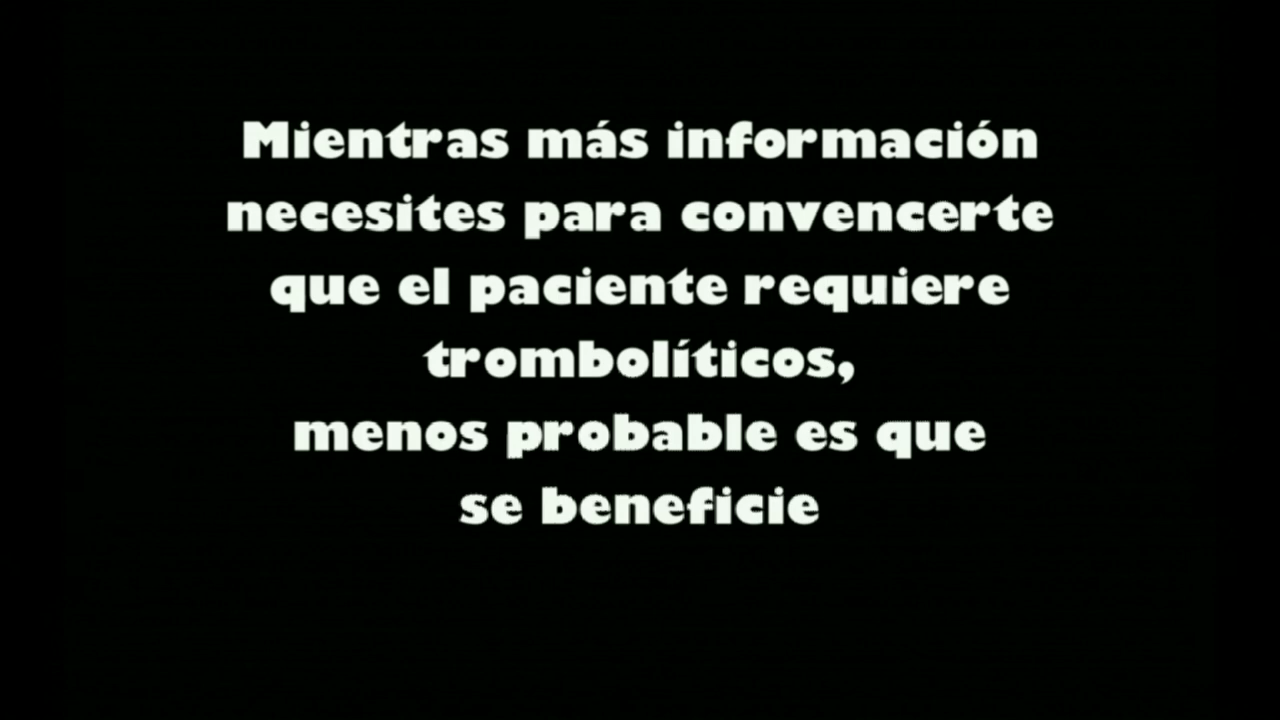 Mientras más información
necesites para convencerte
que el paciente requiere
trombolíticos,
menos probable es que
se beneficie